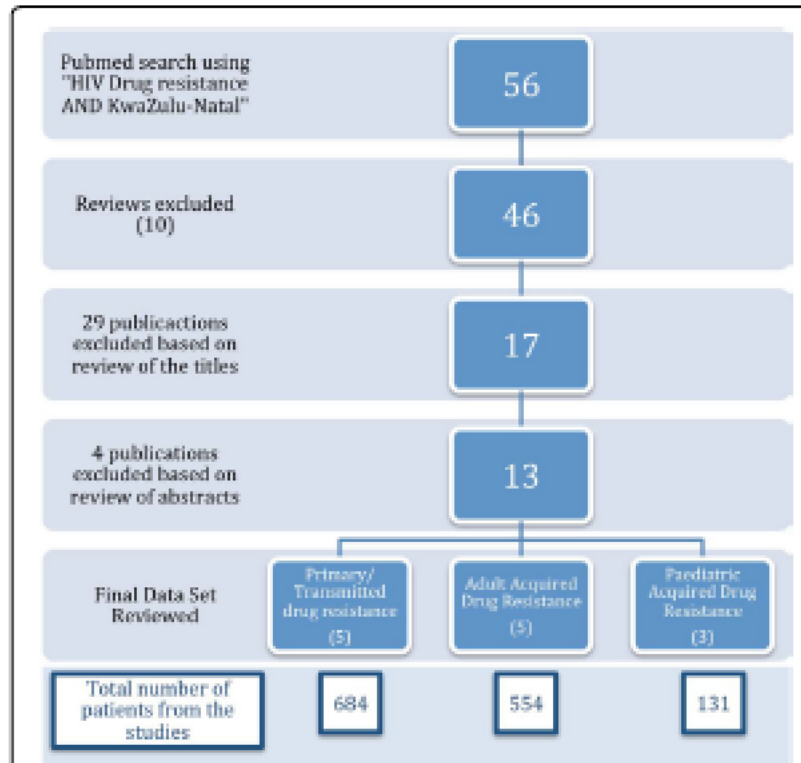 Pubmed search using
"HIV Drug resistance
AND KwaZulu-Natal"
56
Reviews excluded
(10)
46
29 publicactions
excluded based on
review of the titles
17
4 publications
excluded based on
review of abstracts
13
Final Data Set
Reviewed
Primary/
Transmitted
drug resistance
(5)
Adult Acquired
Drug Resistance
(5)
Paediatric
Acquired Drug
Resistance
(3)
Total number of
patients from the
studies
684
554
131